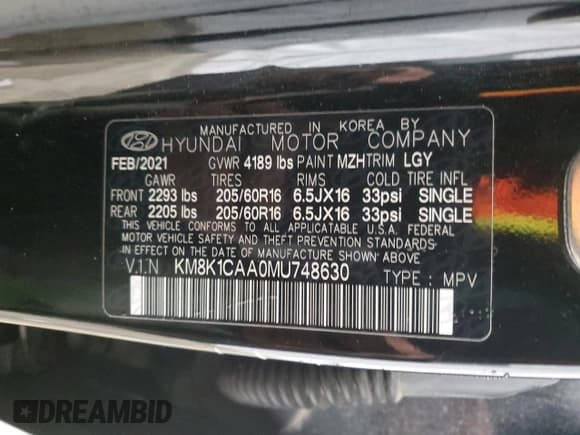 MANUFACTURED IN KOREA BY
HYUNDAI MOTOR COMPANY
FEB/2021 GVWR 4189 lbs PAINT MZH TRIM LGY
GAWR TIRES RIMS COLD TIRE INFL
FRONT 2293 lbs 205/60R16 6.5JX16 33psi SINGLE
REAR 2205 lbs 205/60R16 6.5JX16 33psi SINGLE
THIS VEHICLE CONFORMS TO ALL APPLICATABLE U.S.A. FEDERAL
MOTOR VEHICLE SAFETY AND THEFT PREVENTION STANDARDS
IN EFFECT ON THE DATE OF MANUFACTURE SHOWN ABOVE
V.I.N KM8K1CAA0MU748630 TYPE : MPV
DREAMBID